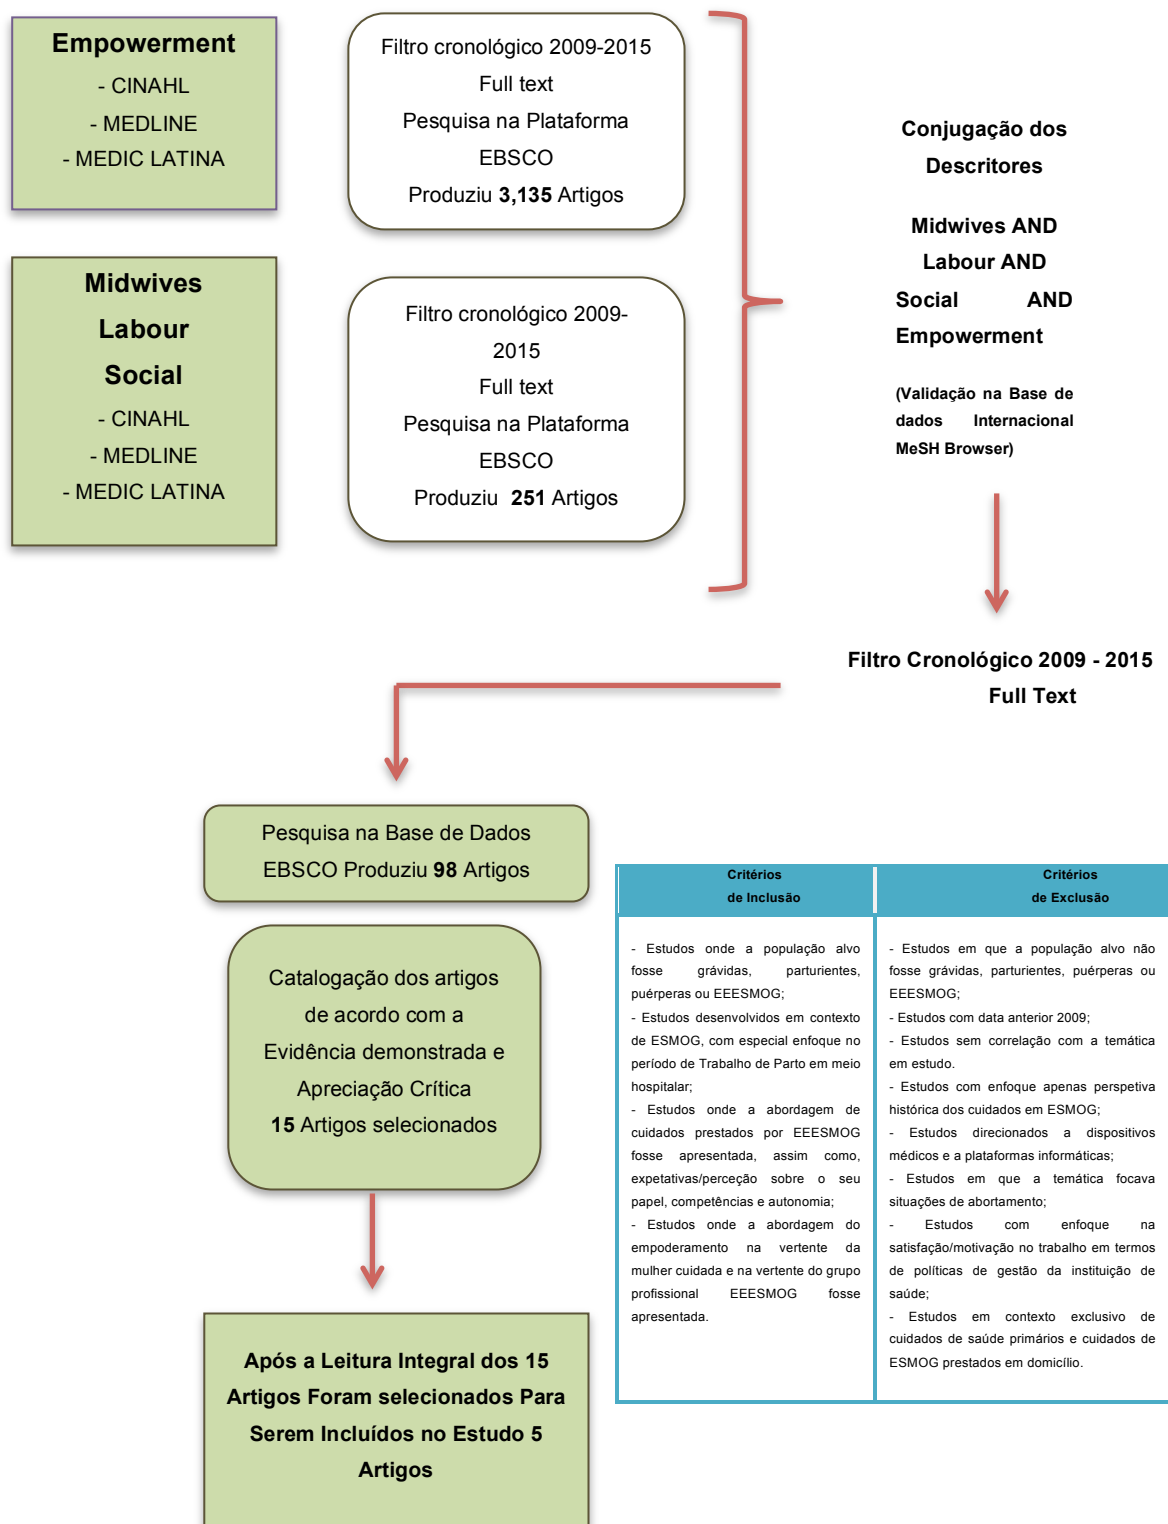 Empowerment
- CINAHL
- MEDLINE
- MEDIC LATINA
Filtro cronológico 2009-2015
Full text
Pesquisa na Plataforma
EBSCO
Produziu 3,135 Artigos
Midwives
Labour
Social
- CINAHL
- MEDLINE
- MEDIC LATINA
Filtro cronológico 2009-
2015
Full text
Pesquisa na Plataforma
EBSCO
Produziu 251 Artigos
Conjugação dos
Descritores
Midwives AND
Labour AND
Social AND
Empowerment
(Validação na Base de
dados Internacional
MeSH Browser)
Filtro Cronológico 2009 - 2015
Full Text
Pesquisa na Base de Dados
EBSCO Produziu 98 Artigos
Catalogação dos artigos
de acordo com a
Evidência demonstrada e
Apreciação Crítica
15 Artigos selecionados
Após a Leitura Integral dos 15
Artigos Foram selecionados Para
Serem Incluídos no Estudo 5
Artigos
Critérios
de Inclusão
- Estudos onde a população alvo
fosse grávidas, parturientes,
puérperas ou EEESMOG;
- Estudos desenvolvidos em contexto
de ESMOG, com especial enfoque no
período de Trabalho de Parto em meio
hospitalar;
- Estudos onde a abordagem de
cuidados prestados por EEESMOG
fosse apresentada, assim como,
expetativas/perceção sobre o seu
papel, competências e autonomia;
- Estudos onde a abordagem do
empoderamento na vertente da
mulher cuidada e na vertente do grupo
profissional EEESMOG fosse
apresentada.
Critérios
de Exclusão
- Estudos em que a população alvo não
fosse grávidas, parturientes, puérperas ou
EEESMOG;
- Estudos com data anterior 2009;
- Estudos sem correlação com a temática
em estudo.
- Estudos com enfoque apenas perspetiva
histórica dos cuidados em ESMOG;
- Estudos direcionados a dispositivos
médicos e a plataformas informáticas;
- Estudos em que a temática focava
situações de abortamento;
- Estudos com enfoque na
satisfação/motivação no trabalho em termos
de políticas de gestão da instituição de
saúde;
- Estudos em contexto exclusivo de
cuidados de saúde primários e cuidados de
ESMOG prestados em domicílio.